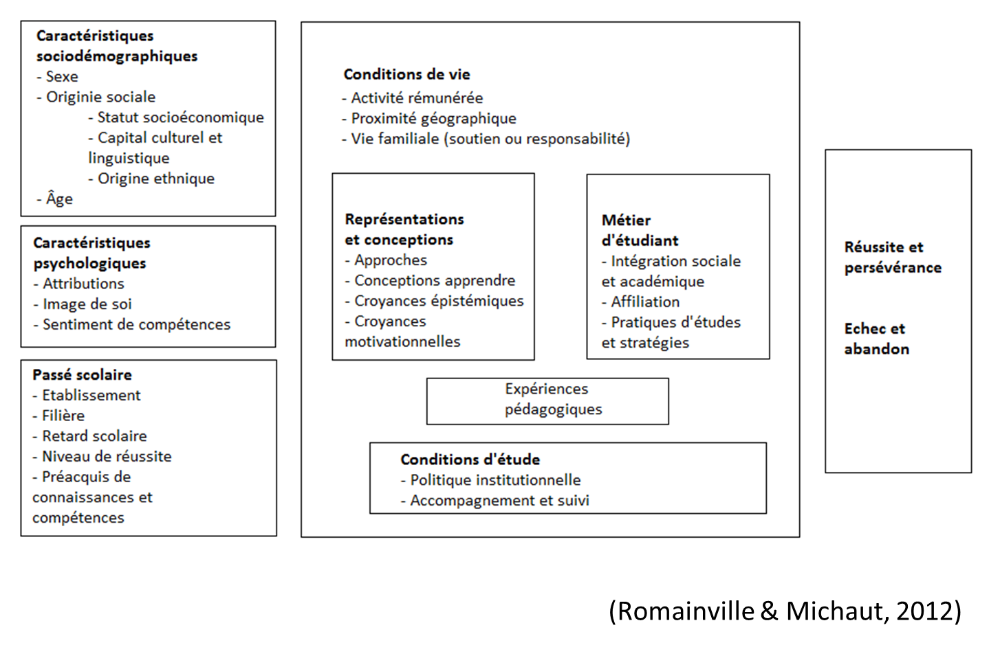 Caractéristiques
sociodémographiques
- Sexe
- Originie sociale
- Statut socioéconomique
- Capital culturel et
linguistique
- Origine ethnique
- Âge
Caractéristiques
psychologiques
- Attributions
- Image de soi
- Sentiment de compétences
Passé scolaire
- Etablissement
- Filière
- Retard scolaire
- Niveau de réussite
- Préacquis de
connaissances et
compétences
Conditions de vie
- Activité rémunérée
- Proximité géographique
- Vie familiale (soutien ou responsabilité)
Représentations
et conceptions
- Approches
- Conceptions apprendre
- Croyances épistémiques
- Croyances
motivationnelles
Métier
d'étudiant
- Intégration sociale
et académique
- Affiliation
- Pratiques d'études
et stratégies
Expériences
pédagogiques
Conditions d'étude
- Politique institutionnelle
- Accompagnement et suivi
Réussite et
persévérance
Echec et
abandon
(Romainville & Michaut, 2012)